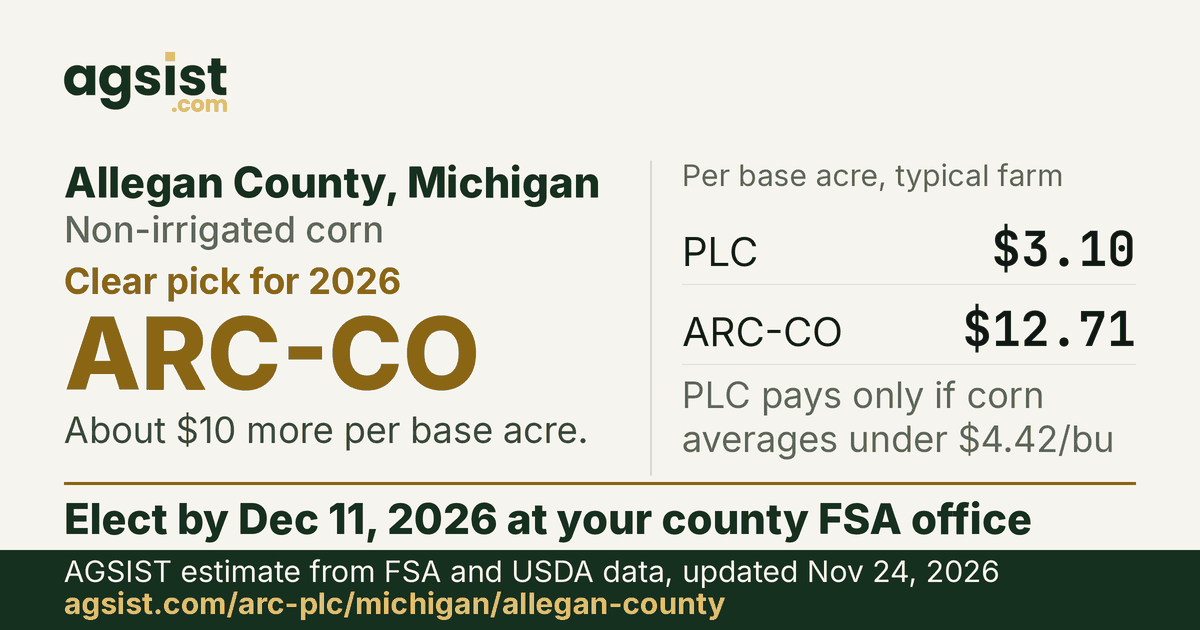 agsist
.com
Allegan County, Michigan
Non-irrigated corn
Clear pick for 2026
ARC-CO
About $10 more per base acre.
Per base acre, typical farm
PLC $3.10
ARC-CO $12.71
PLC pays only if corn
averages under $4.42/bu
Elect by Dec 11, 2026 at your county FSA office
AGSIST estimate from FSA and USDA data, updated Nov 24, 2026
agsist.com/arc-plc/michigan/allegan-county